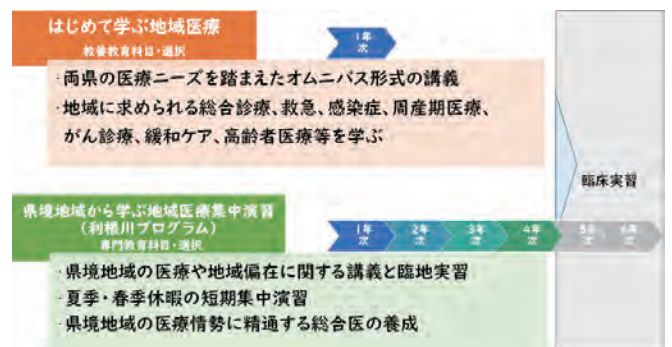 はじめて学ぶ地域医療
教養教育科目・選択
1年次
・両県の医療ニーズを踏まえたオムニバス形式の講義
・地域に求められる総合診療、救急、感染症、周産期医療、
がん診療、緩和ケア、高齢者医療等を学ぶ
臨床実習
県境地域から学ぶ地域医療集中演習
(利根川プログラム)
専門教育科目・選択
1年次
2年次
3年次
4年次
5年次
6年次
・県境地域の医療や地域偏在に関する講義と臨地実習
・夏季・春季休暇の短期集中演習
・県境地域の医療情勢に精通する総合医の養成